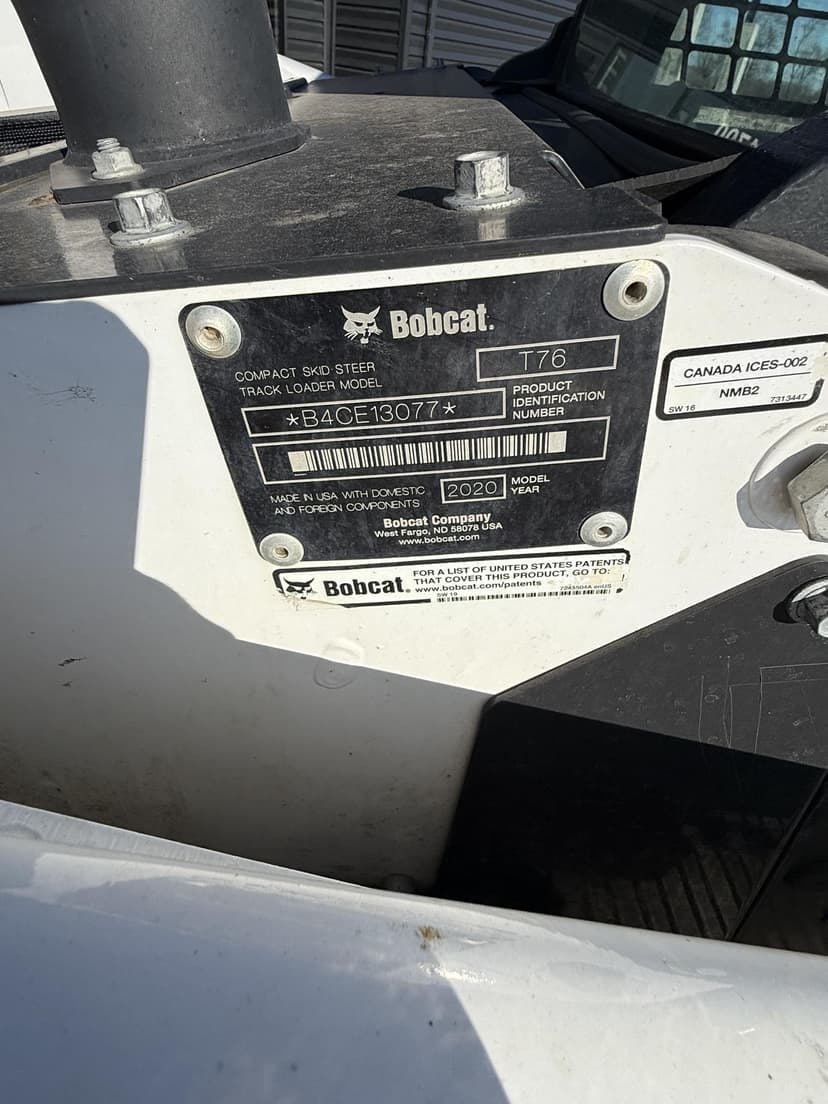 Bobcat.
COMPACT SKID STEER
TRACK LOADER MODEL
T76
*B4CE13077*
PRODUCT
IDENTIFICATION
NUMBER
MADE IN USA WITH DOMESTIC
AND FOREIGN COMPONENTS
2020
MODEL
YEAR
Bobcat Company
West Fargo, ND 58078 USA
www.bobcat.com
Bobcat.
FOR A LIST OF UNITED STATES PATENTS
THAT COVER THIS PRODUCT, GO TO:
www.bobcat.com/patents
SW 19
CANADA ICES-002
NMB2
SW 16
7313447